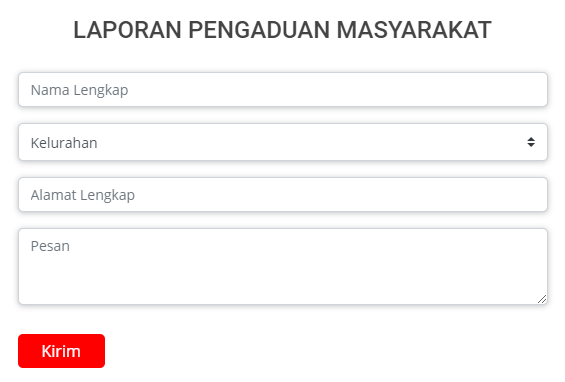 LAPORAN PENGADUAN MASYARAKAT
Nama Lengkap
Kelurahan
Alamat Lengkap
Pesan
Kirim